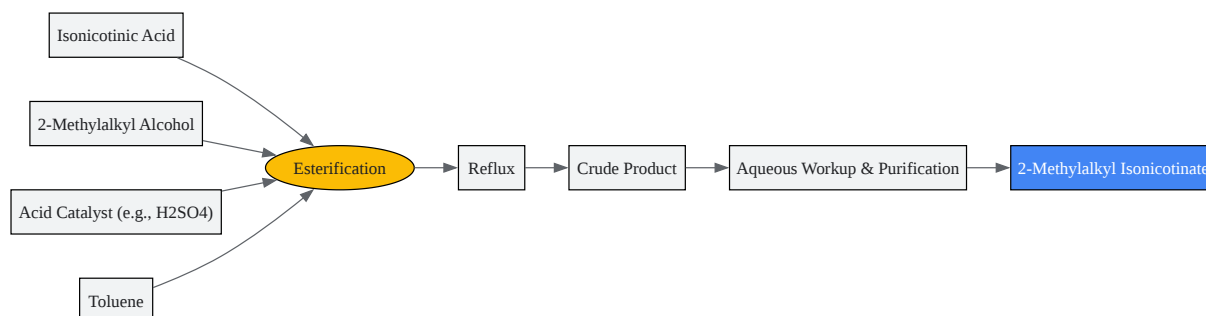 Isonicotinic Acid
2-Methylalkyl Alcohol
Acid Catalyst (e.g., H2SO4)
Toluene
Esterification
Reflux
Crude Product
Aqueous Workup & Purification
2-Methylalkyl Isonicotinate